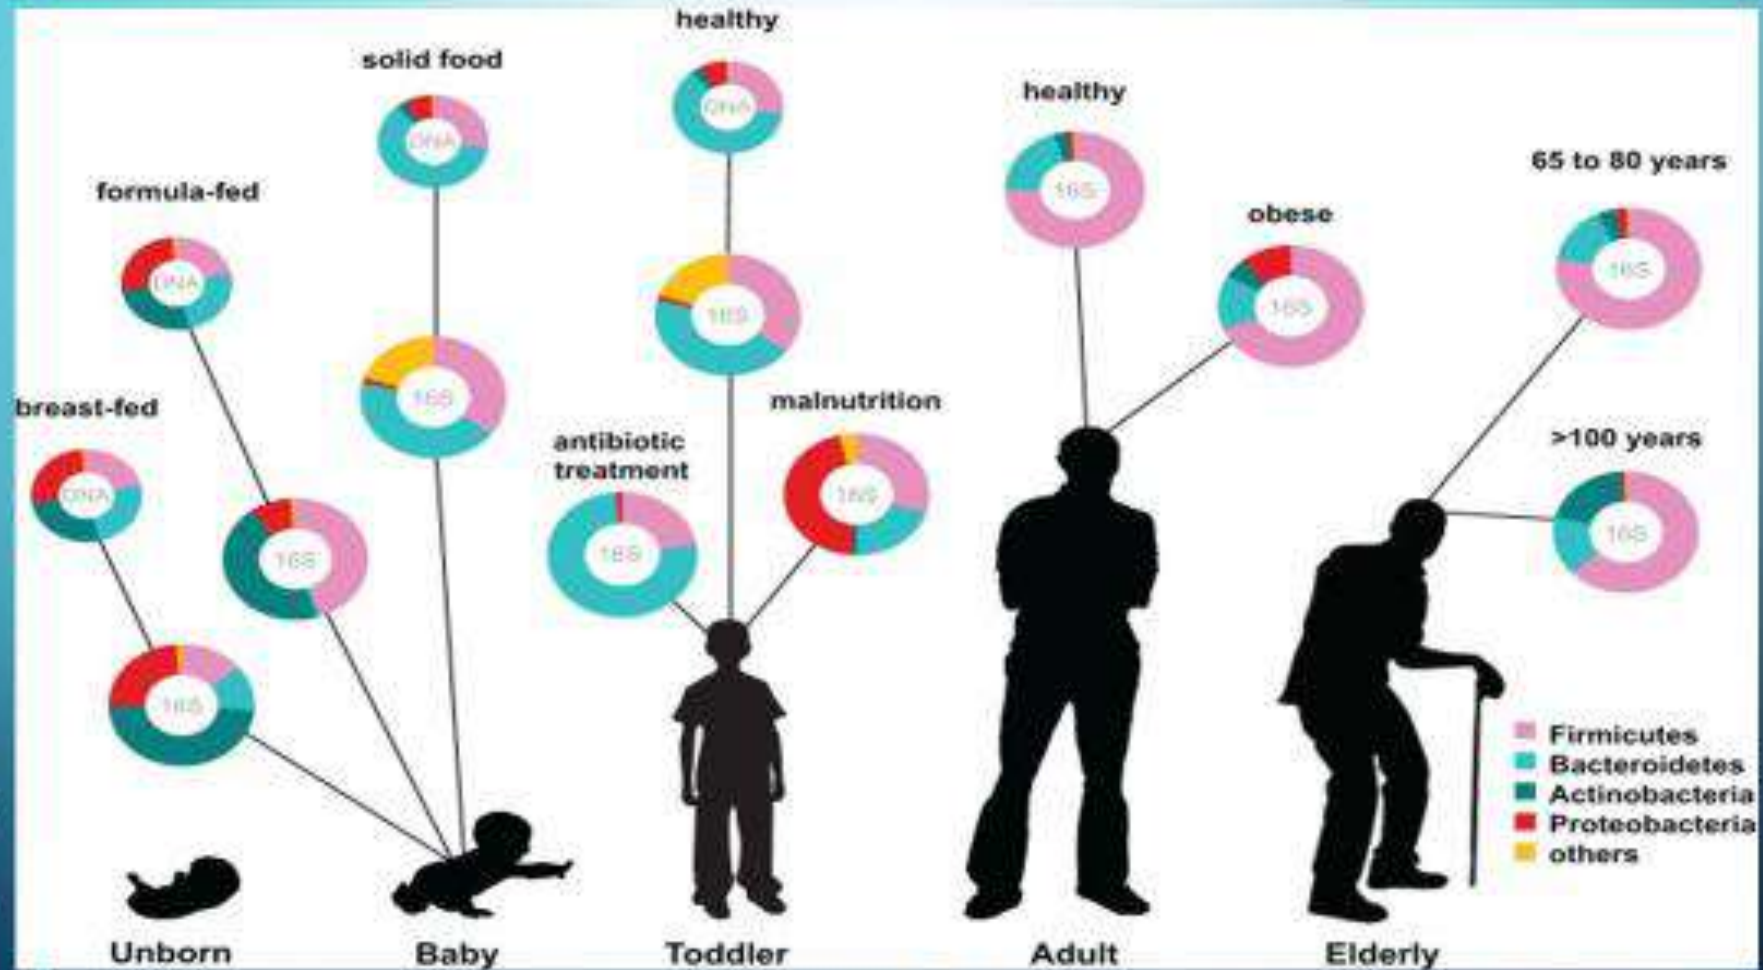 healthy
solid food
DNA
DNA
healthy
formula-fed
16S
65 to 80 years
obese
DNA
16S
16S
16S
breast-fed
16S
malnutrition
antibiotic
treatment
>100 years
DNA
16S
16S
16S
16S
16S
Firmicutes
Bacteroidetes
Actinobacteria
Proteobacteria
others
Unborn
Baby
Toddler
Adult
Elderly